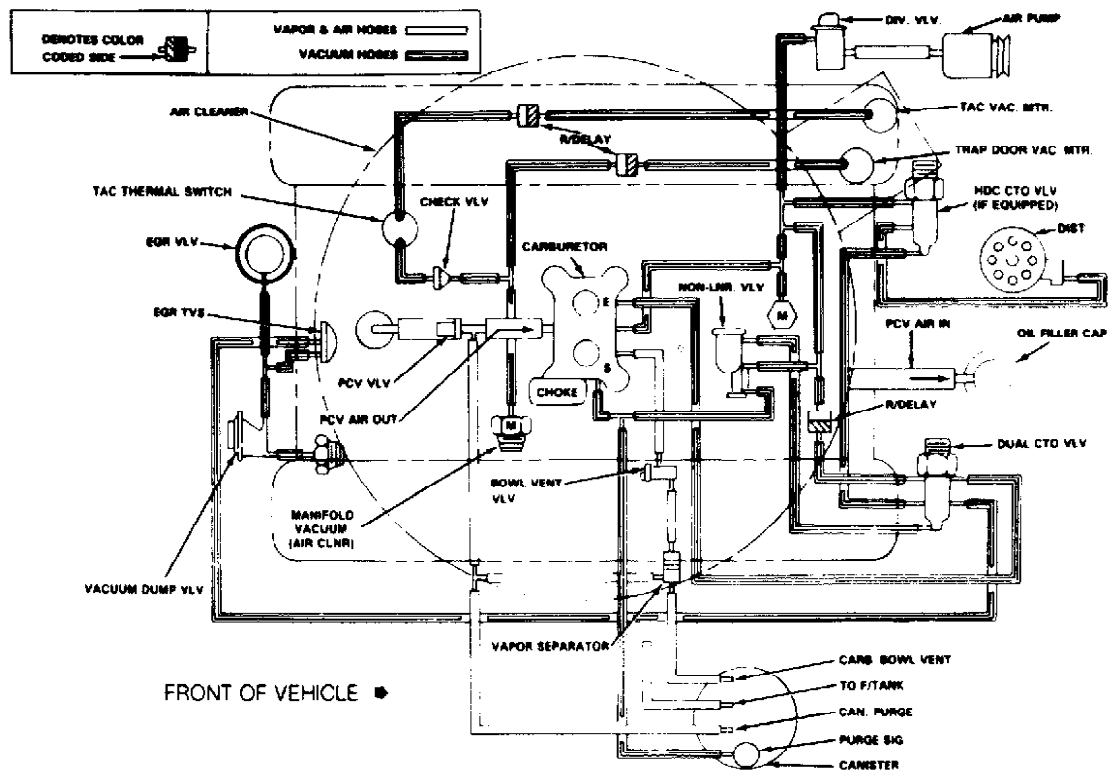 DENOTES COLOR
CODED SIDE
VAPOR & AIR HOSES
VACUUM HOSES
DIV. VLV.
AIR PUMP
AIR CLEANER
TAC VAC. MTR.
R/DELAY
TRAP DOOR VAC MTR.
TAC THERMAL SWITCH
CHECK VLV
HDC CTO VLV
(IF EQUIPPED)
EGR VLV
CARBURETOR
DIST
NON-LNR. VLV
E
M
EGR TVS
PCV AIR IN
OIL FILLER CAP
S
PCV VLV
CHOKE
PCV AIR OUT
R/DELAY
M
DUAL CTO VLV
BOWL VENT
VLV
MANIFOLD
VACUUM
(AIR CLNR)
VACUUM DUMP VLV
VAPOR SEPARATOR
CARB BOWL VENT
FRONT OF VEHICLE
TO F/TANK
CAN. PURGE
PURGE SIG
CANISTER